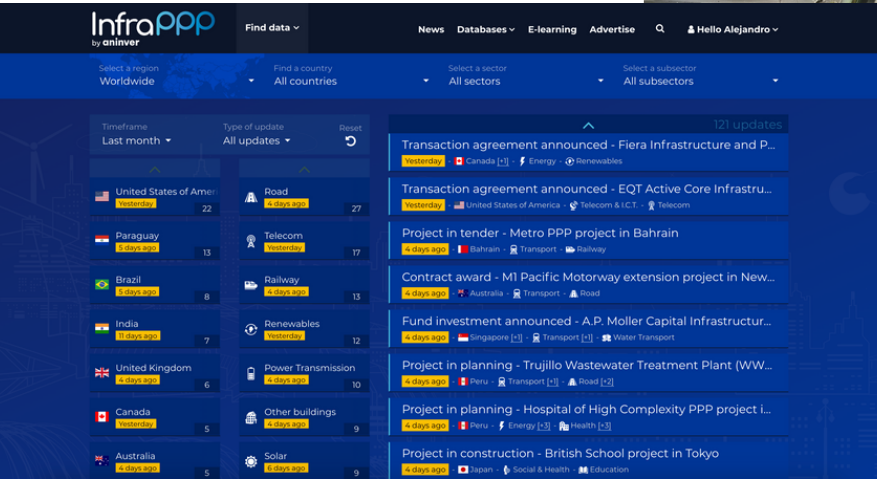 InfraPPP
by aninver
Find data
News Databases E-learning Advertise Hello Alejandro
Select a region Find a country Select a sector Select a subsector
Worldwide All countries All sectors All subsectors
Timeframe Type of update Reset
Last month All updates
121 updates
United States of Ameri
Yesterday 22
Paraguay
5 days ago 13
Brazil
5 days ago 8
India
11 days ago 7
United Kingdom
4 days ago 6
Canada
Yesterday 5
Australia
4 days ago 5
Road
4 days ago 27
Telecom
Yesterday 17
Railway
4 days ago 13
Renewables
Yesterday 12
Power Transmission
4 days ago 10
Other buildings
4 days ago 9
Solar
6 days ago 9
Transaction agreement announced - Fiera Infrastructure and P...
Yesterday - Canada [+1] - Energy - Renewables
Transaction agreement announced - EQT Active Core Infrastru...
Yesterday - United States of America - Telecom & I.C.T. - Telecom
Project in tender - Metro PPP project in Bahrain
4 days ago - Bahrain - Transport - Railway
Contract award - M1 Pacific Motorway extension project in New...
4 days ago - Australia - Transport - Road
Fund investment announced - A.P. Moller Capital Infrastructur...
4 days ago - Singapore [+1] - Transport [+1] - Water Transport
Project in planning - Trujillo Wastewater Treatment Plant (WW...
4 days ago - Peru - Transport [+1] - Road [+2]
Project in planning - Hospital of High Complexity PPP project i...
4 days ago - Peru - Energy [+3] - Health [+3]
Project in construction - British School project in Tokyo
4 days ago - Japan - Social & Health - Education